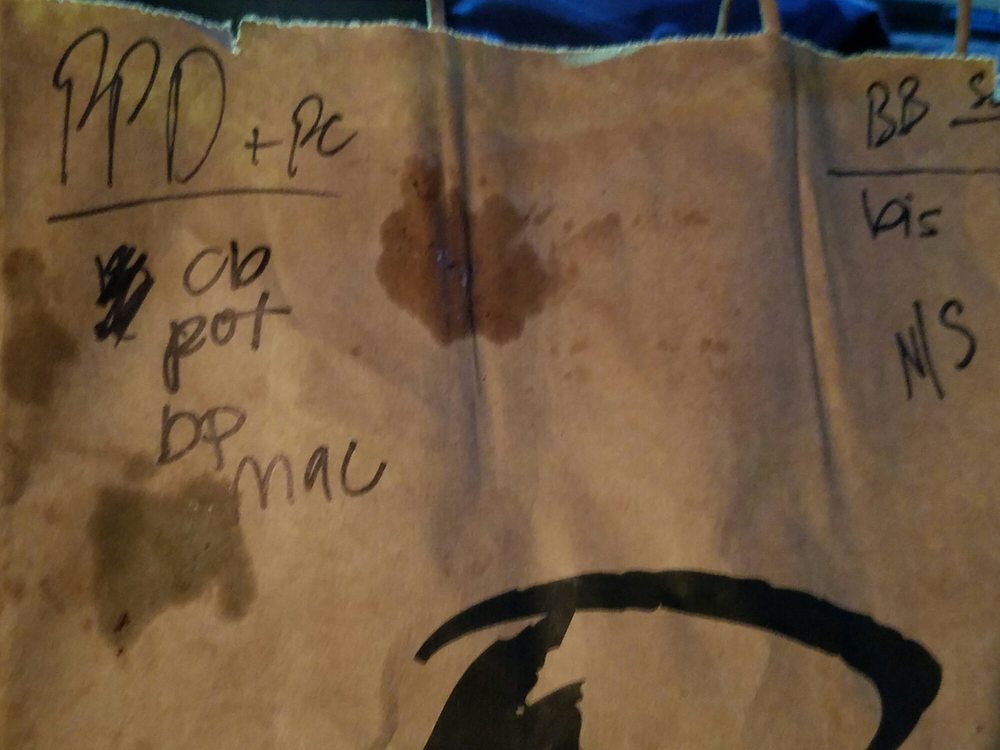 PPD + PC
cb
pot
bp
mac
BB
bis
N/S